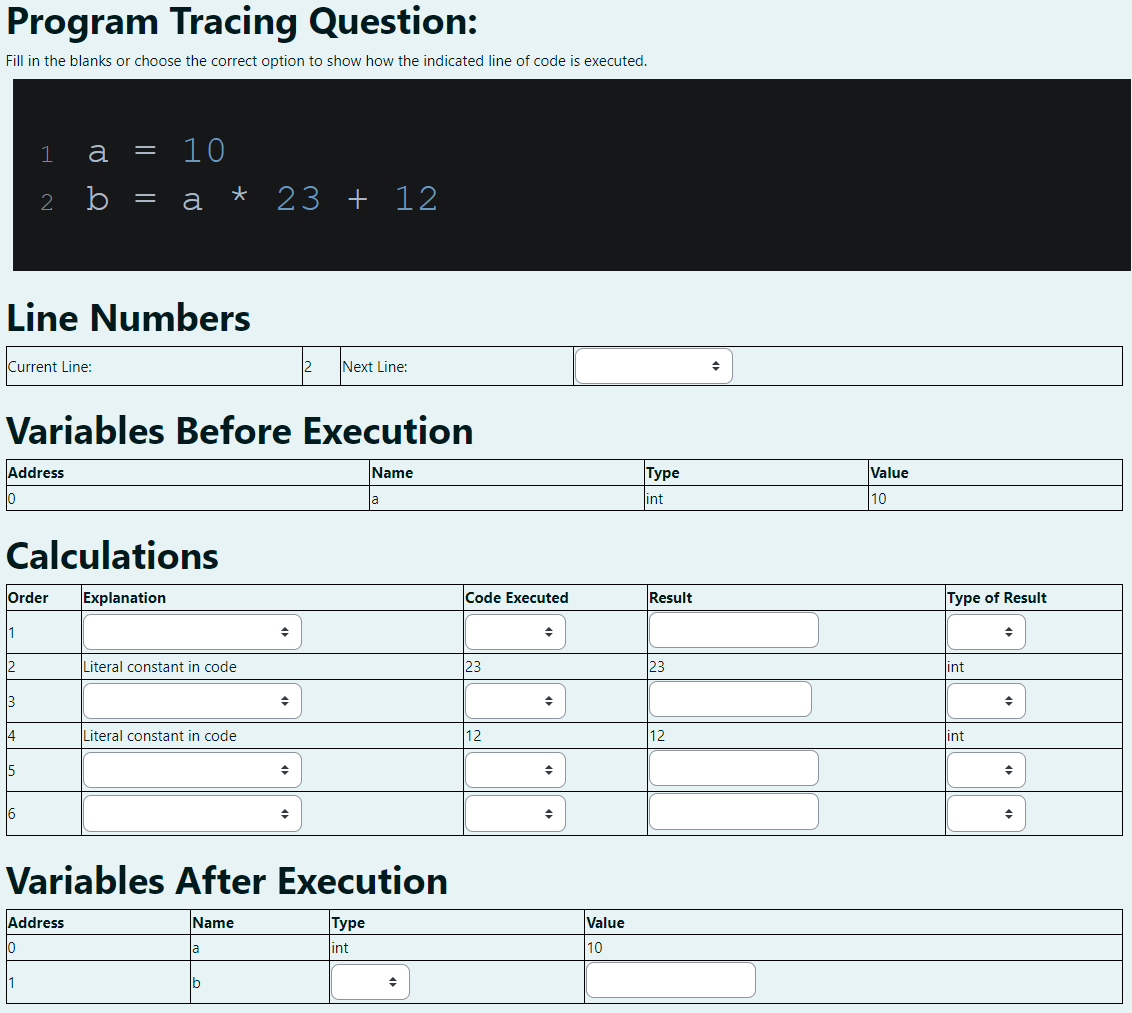 Program Tracing Question:
Fill in the blanks or choose the correct option to show how the indicated line of code is executed.
1 a = 10
2 b = a * 23 + 12
Line Numbers
Current Line: 2 Next Line:
Variables Before Execution
Address Name Type Value
0 a int 10
Calculations
Order Explanation Code Executed Result Type of Result
1
2 Literal constant in code 23 23 int
3
4 Literal constant in code 12 12 int
5
6
Variables After Execution
Address Name Type Value
0 a int 10
1 b